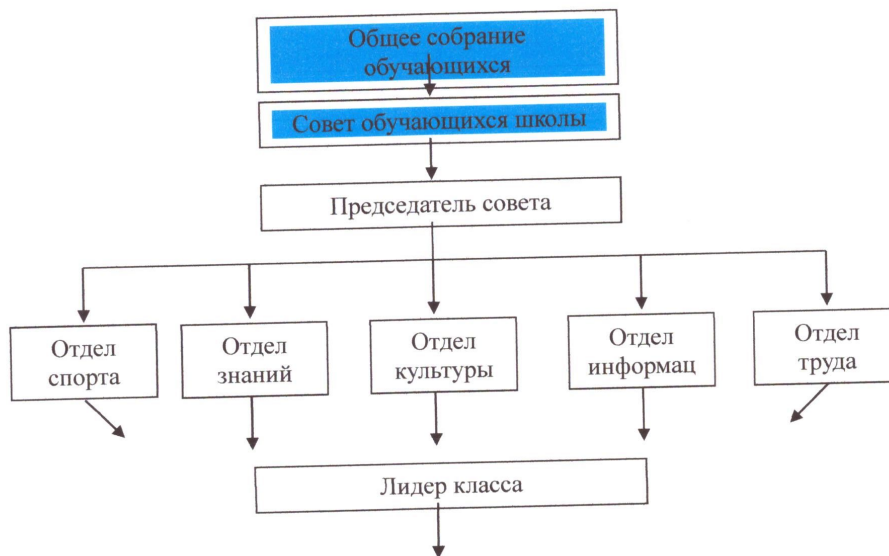 Общее собрание
обучающихся
Совет обучающихся школы
Председатель совета
Отдел
спорта
Отдел
знаний
Отдел
культуры
Отдел
информац
Отдел
труда
Лидер класса